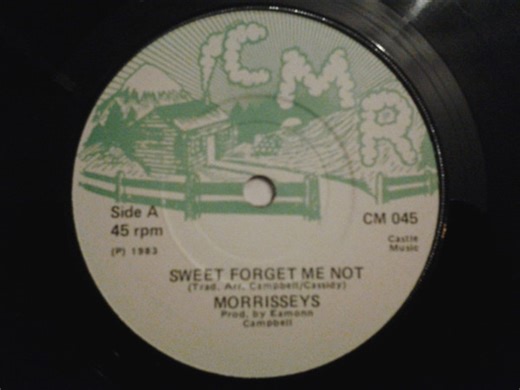 ICMR
Side A
CM 045
45 rpm
(P) 1983
Castle
Music
SWEET FORGET ME NOT
(Trad. Arr. Campbell/Cassidy)
MORRISSEYS
Prod. by Eamonn
Campbell